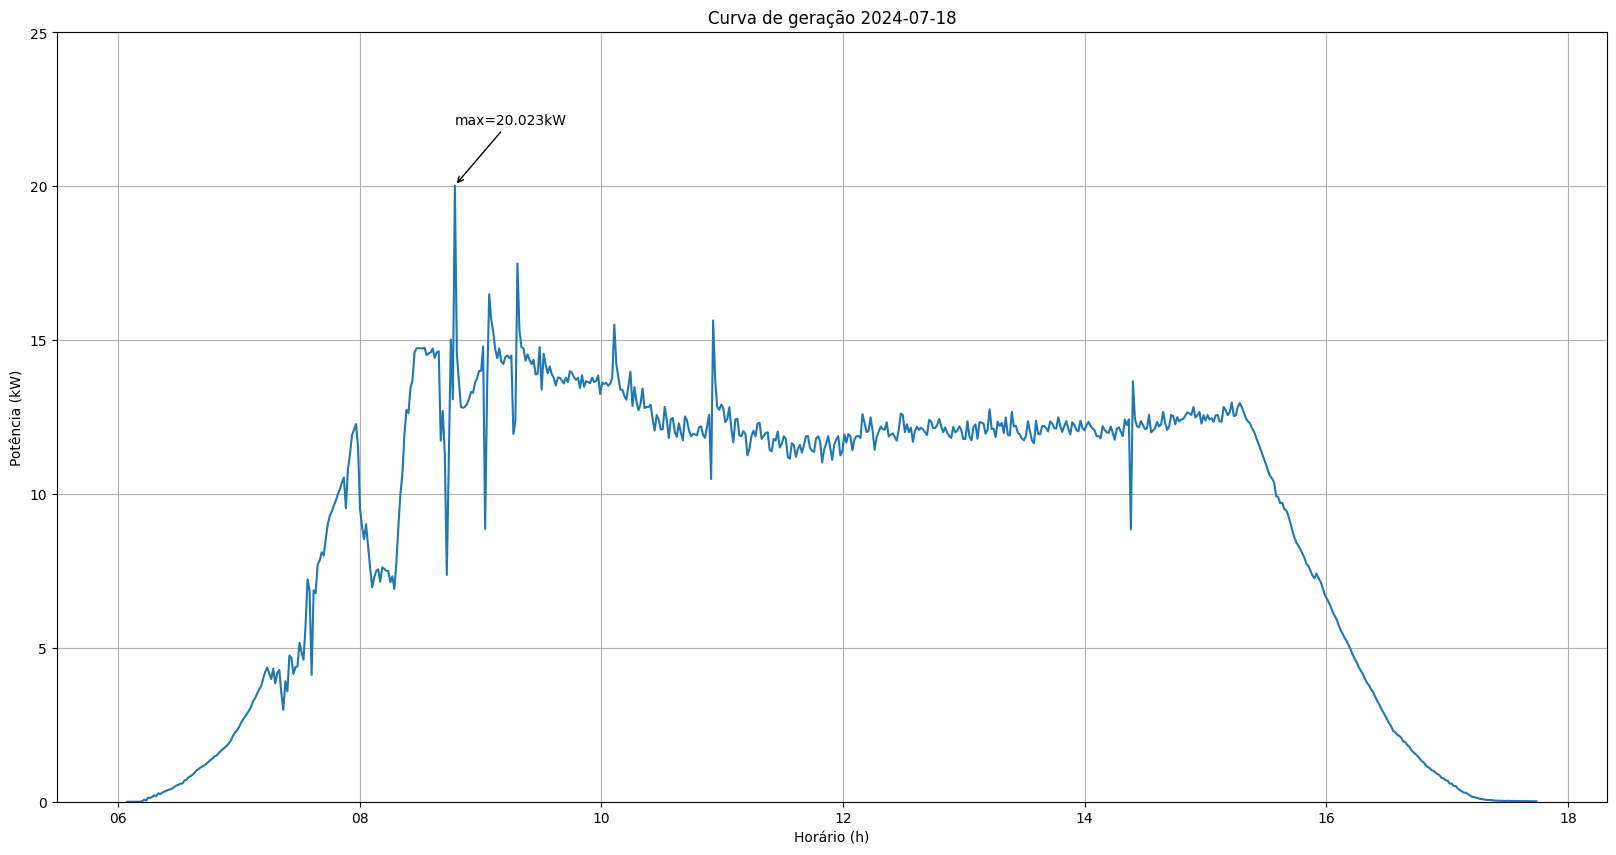 Curva de geração 2024-07-18
25
max=20.023kW
20
15
10
5
0
Potência (kW)
06 08 10 12 14 16 18
Horário (h)